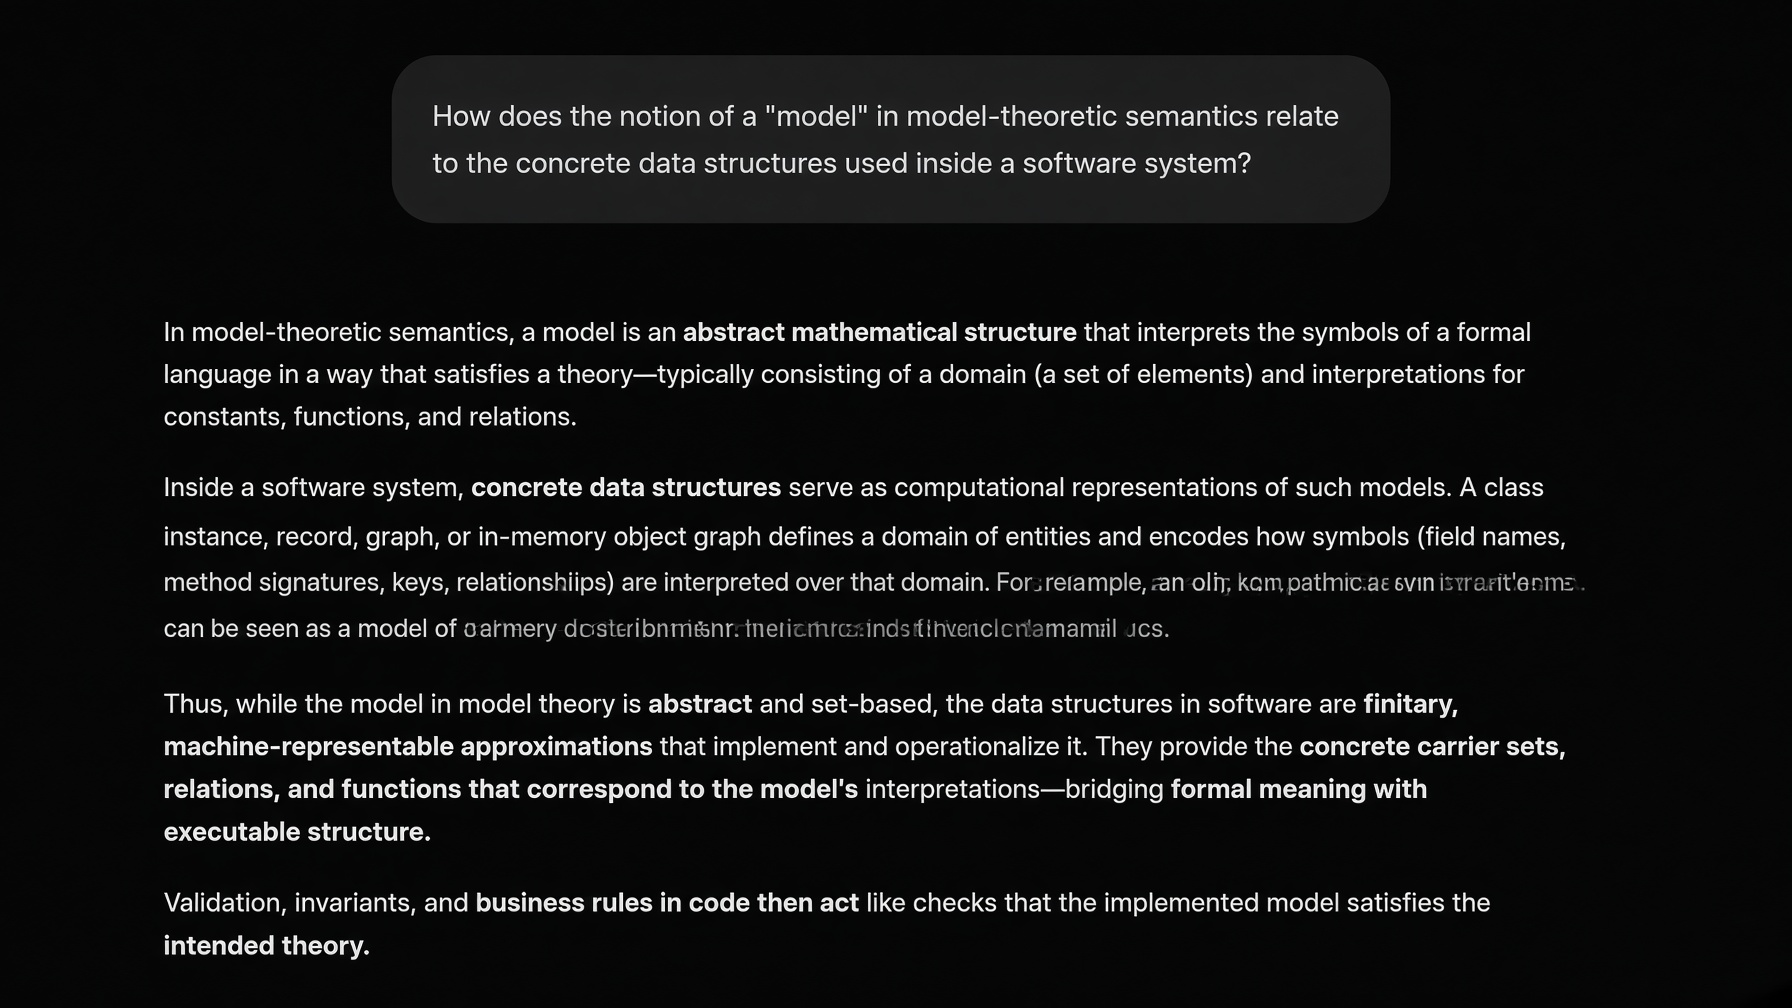 How does the notion of a "model" in model-theoretic semantics relate
to the concrete data structures used inside a software system?
In model-theoretic semantics, a model is an abstract mathematical structure that interprets the symbols of a formal
language in a way that satisfies a theory—typically consisting of a domain (a set of elements) and interpretations for
constants, functions, and relations.
Inside a software system, concrete data structures serve as computational representations of such models. A class
instance, record, graph, or in-memory object graph defines a domain of entities and encodes how symbols (field names,
method signatures, keys, relationshiips) are interpreted over that domain. For
can be seen as a model of
Thus, while the model in model theory is abstract and set-based, the data structures in software are finitary,
machine-representable approximations that implement and operationalize it. They provide the concrete carrier sets,
relations, and functions that correspond to the model's interpretations—bridging formal meaning with
executable structure.
Validation, invariants, and business rules in code then act like checks that the implemented model satisfies the
intended theory.